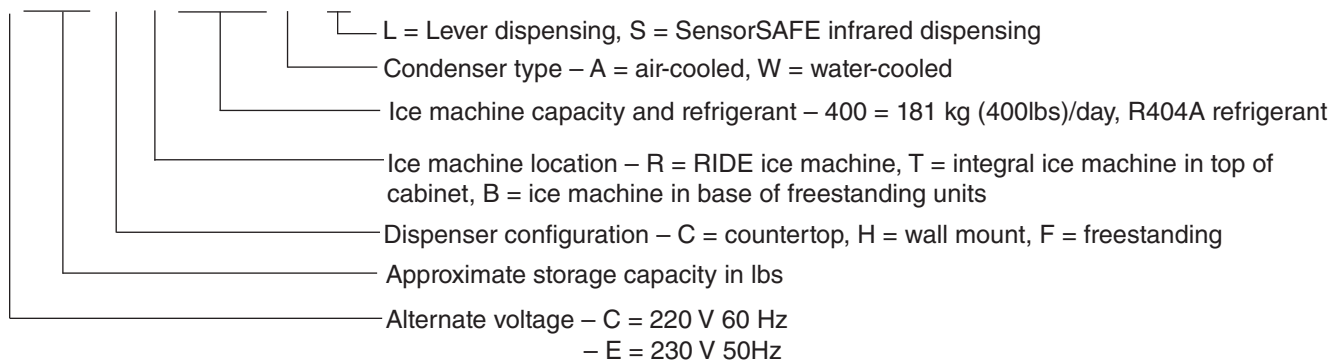 L = Lever dispensing, S = SensorSAFE infrared dispensing
Condenser type – A = air-cooled, W = water-cooled
Ice machine capacity and refrigerant – 400 = 181 kg (400lbs)/day, R404A refrigerant
Ice machine location – R = RIDE ice machine, T = integral ice machine in top of
cabinet, B = ice machine in base of freestanding units
Dispenser configuration – C = countertop, H = wall mount, F = freestanding
Approximate storage capacity in lbs
Alternate voltage – C = 220 V 60 Hz
– E = 230 V 50Hz